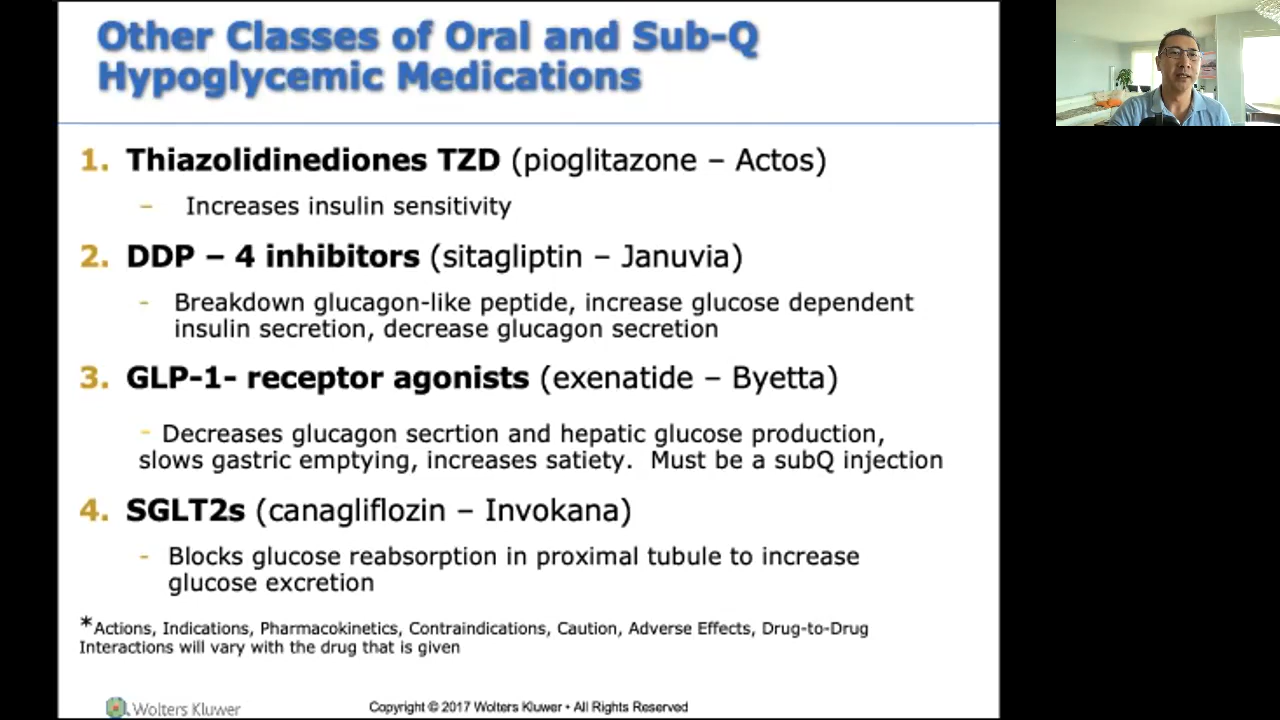 Other Classes of Oral and Sub-Q
Hypoglycemic Medications
1. Thiazolidinediones TZD (pioglitazone – Actos)
– Increases insulin sensitivity
2. DDP – 4 inhibitors (sitagliptin – Januvia)
- Breakdown glucagon-like peptide, increase glucose dependent
insulin secretion, decrease glucagon secretion
3. GLP-1- receptor agonists (exenatide – Byetta)
- Decreases glucagon secrtion and hepatic glucose production,
slows gastric emptying, increases satiety. Must be a subQ injection
4. SGLT2s (canagliflozin – Invokana)
- Blocks glucose reabsorption in proximal tubule to increase
glucose excretion
*Actions, Indications, Pharmacokinetics, Contraindications, Caution, Adverse Effects, Drug-to-Drug
Interactions will vary with the drug that is given
Wolters Kluwer
Copyright © 2017 Wolters Kluwer • All Rights Reserved